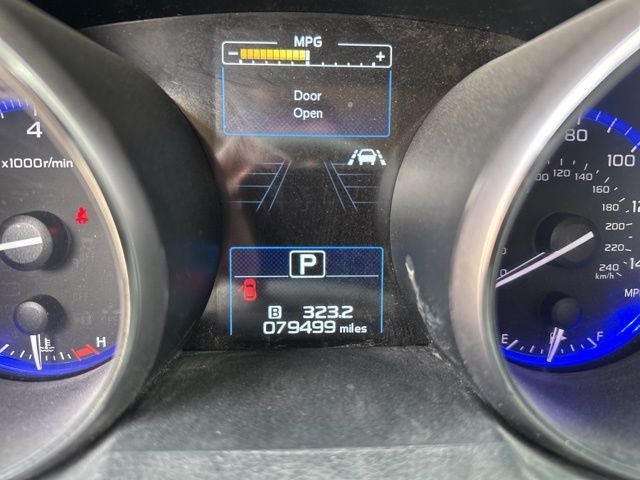 MPG
- +
Door
Open
4
x1000r/min
H
P
B 323.2
079499 miles
80
100
100 120 140
160
180
200
220
240
km/h
E F